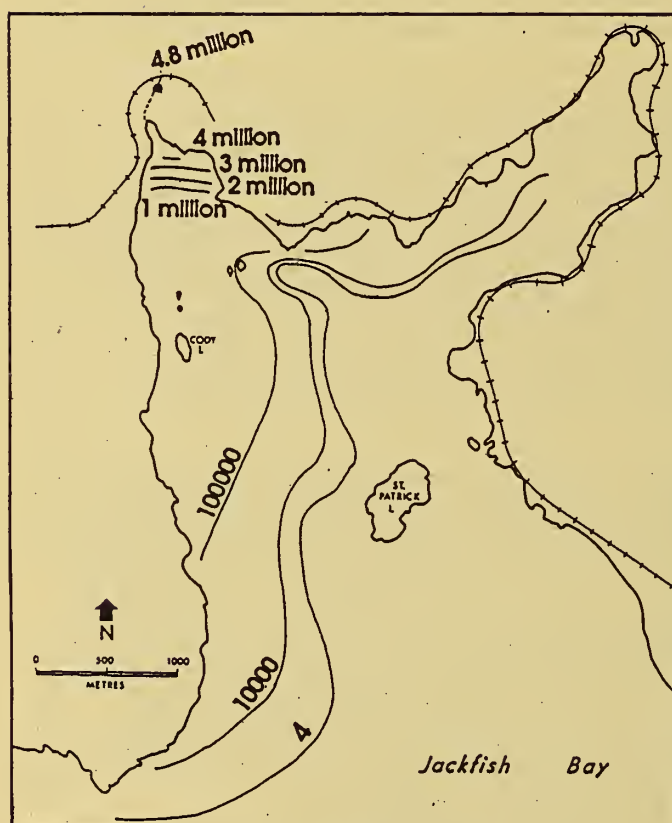 4.8 million
4 million
3 million
2 million
1 million
CODY
L
100000
ST.
PATRICK
L
N
0 500 1000
METRES
10000
4
Jackfish Bay